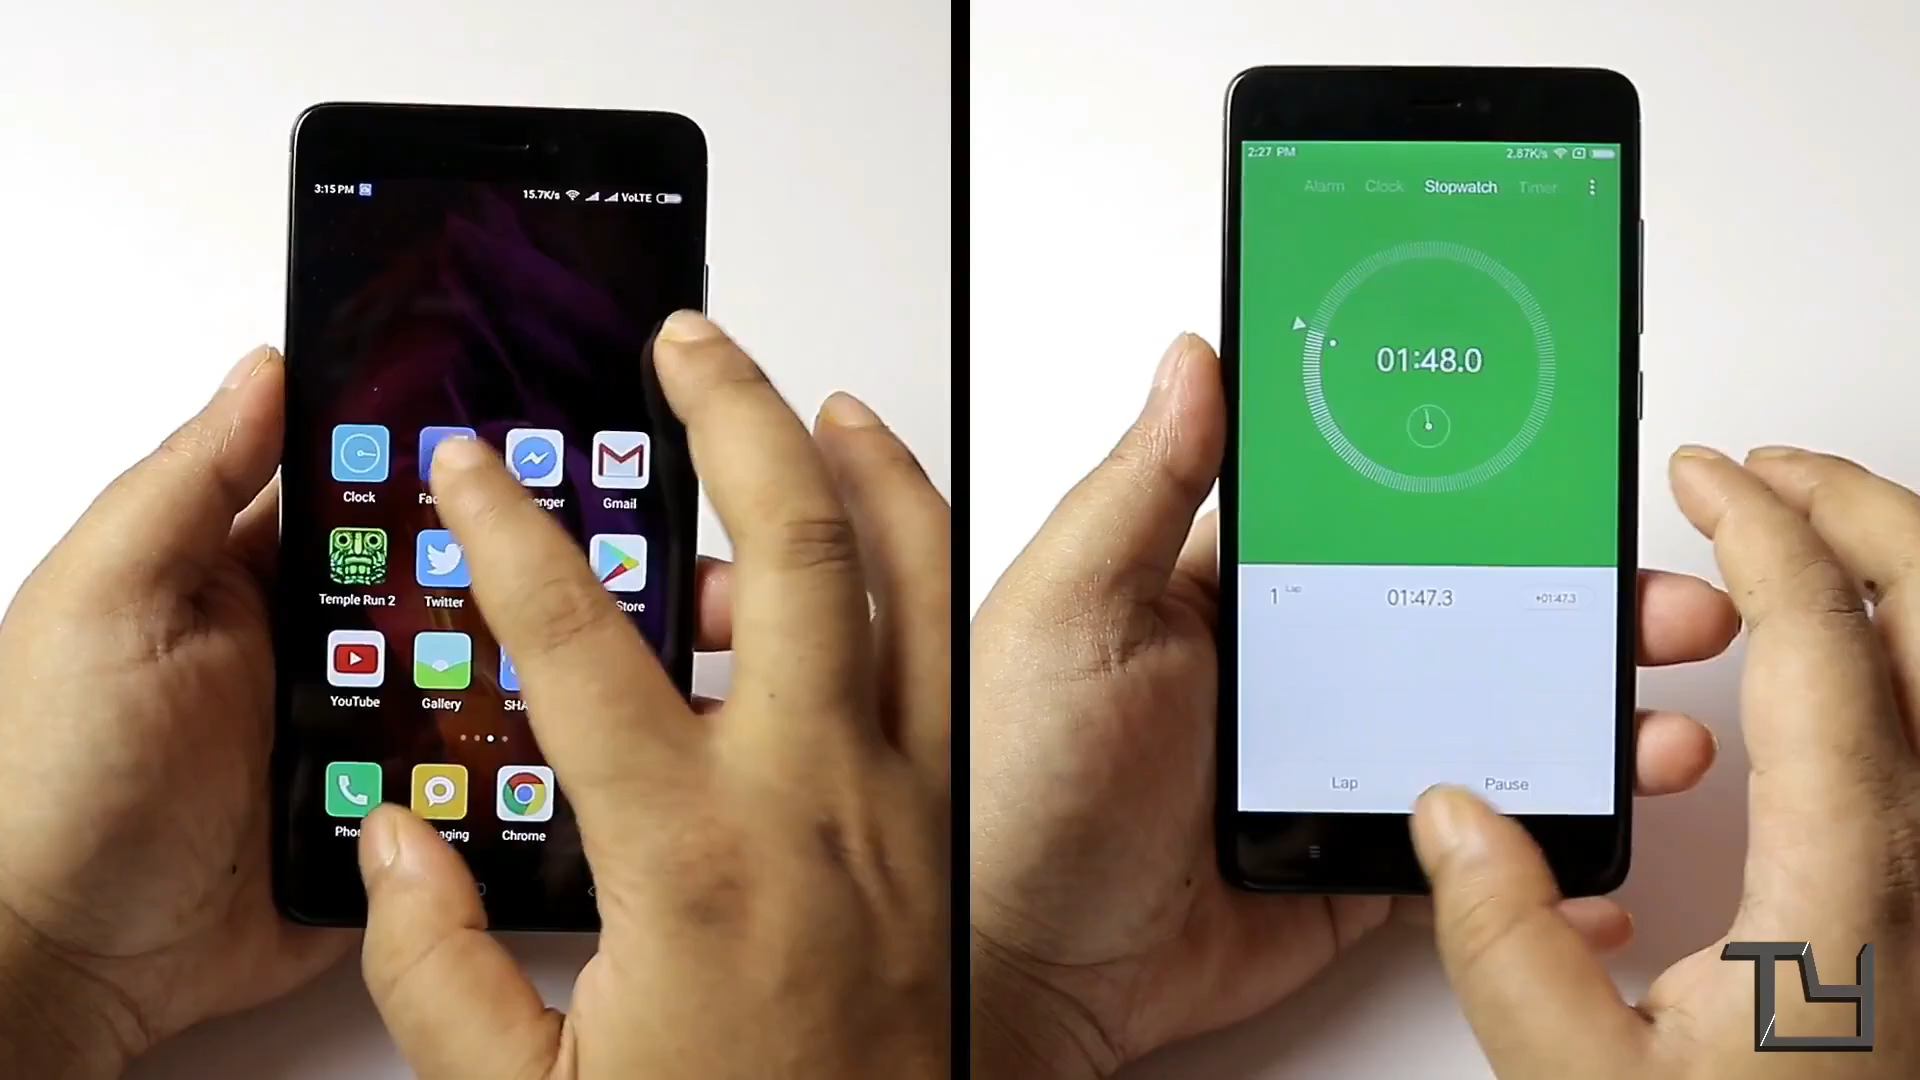 3:15 PM
15.7K/s VoLTE
Clock
Gmail
Temple Run 2
Twitter
Store
YouTube
Gallery
Chrome
2:27 PM
2.87K/s
Alarm Clock Stopwatch Timer
01:48.0
1 Lap 01:47.3 +01:47.3
Lap Pause
TY